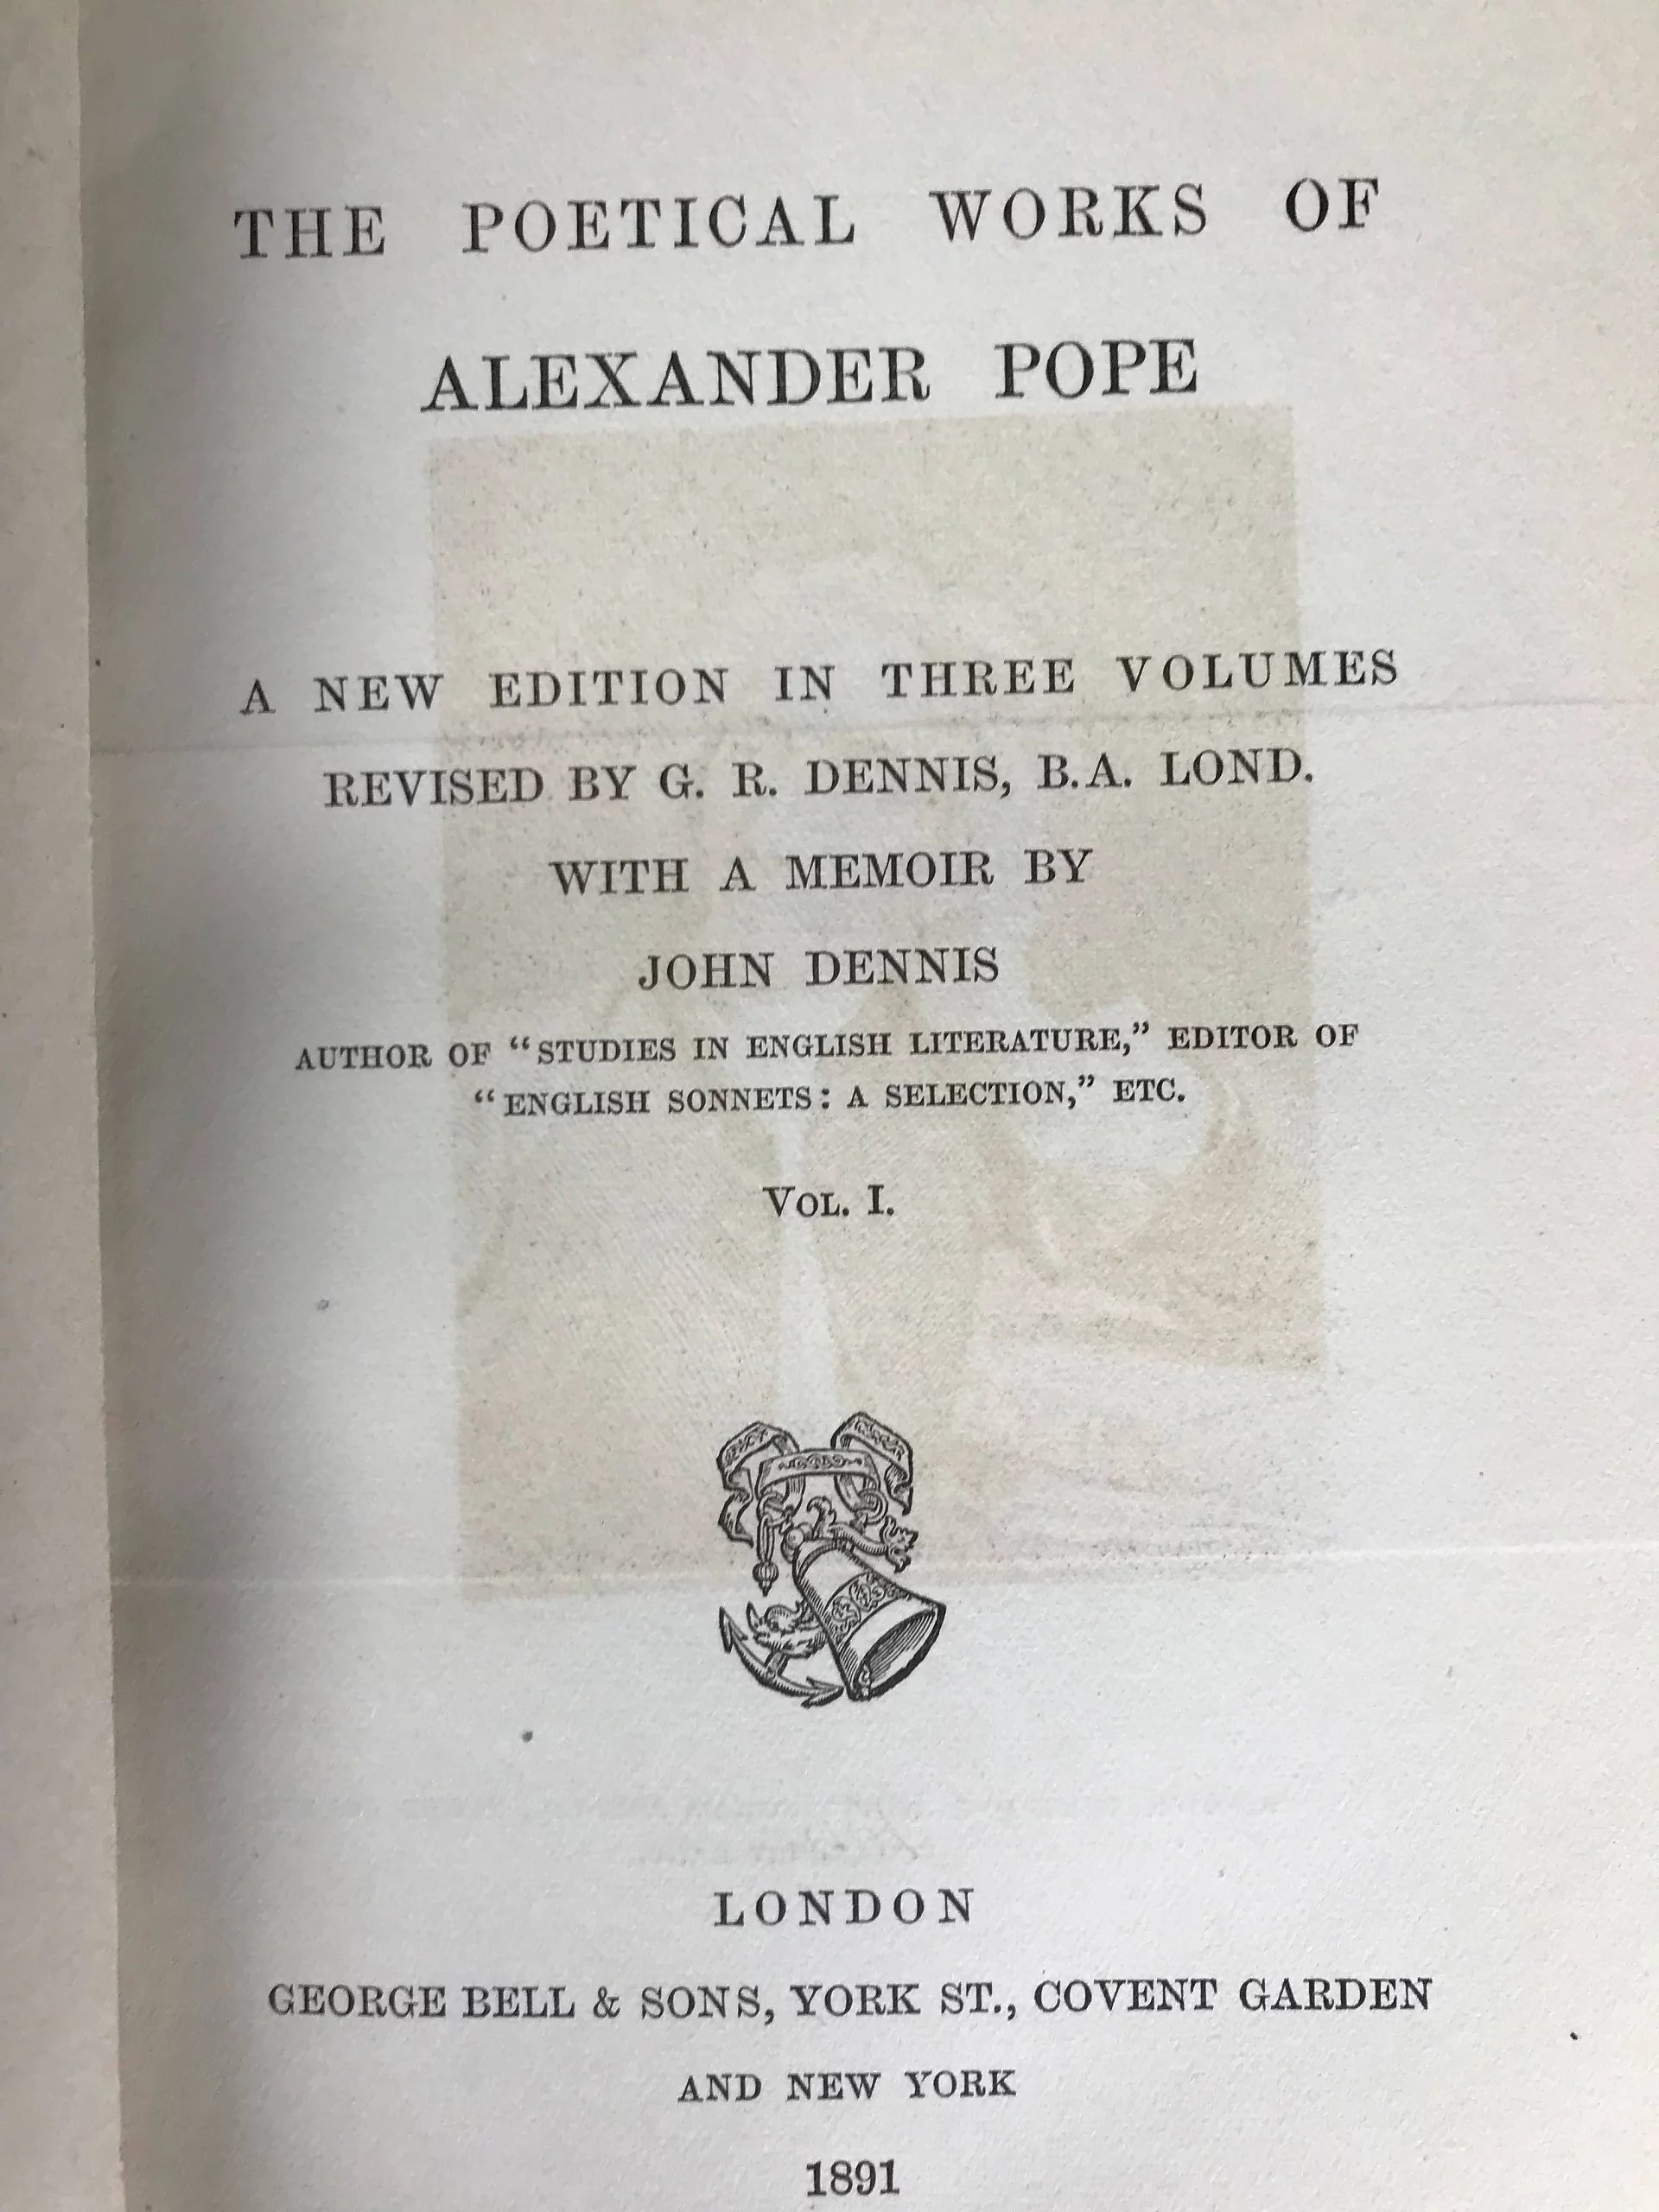 THE POETICAL WORKS OF
ALEXANDER POPE
A NEW EDITION IN THREE VOLUMES
REVISED BY G. R. DENNIS, B.A. LOND.
WITH A MEMOIR BY
JOHN DENNIS
AUTHOR OF “STUDIES IN ENGLISH LITERATURE,” EDITOR OF
“ENGLISH SONNETS: A SELECTION,” ETC.
VOL. I.
LONDON
GEORGE BELL & SONS, YORK ST., COVENT GARDEN
AND NEW YORK
1891